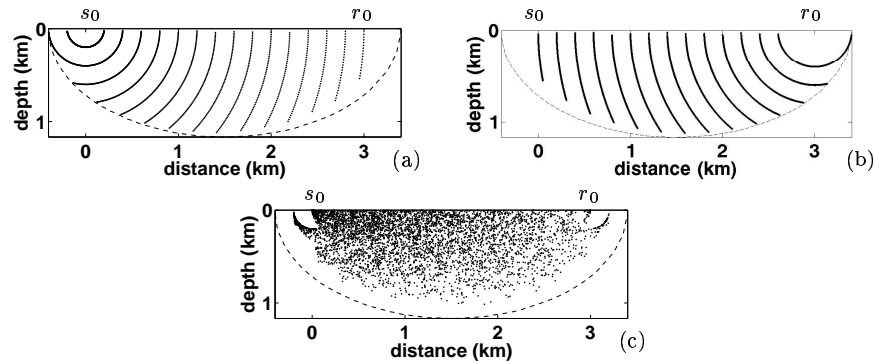 s0 r0
0
depth (km)
1
0 1 2 3
distance (km)
(a)
s0 r0
0
depth (km)
1
0 1 2 3
distance (km)
(b)
s0 r0
0
depth (km)
1
0 1 2 3
distance (km)
(c)